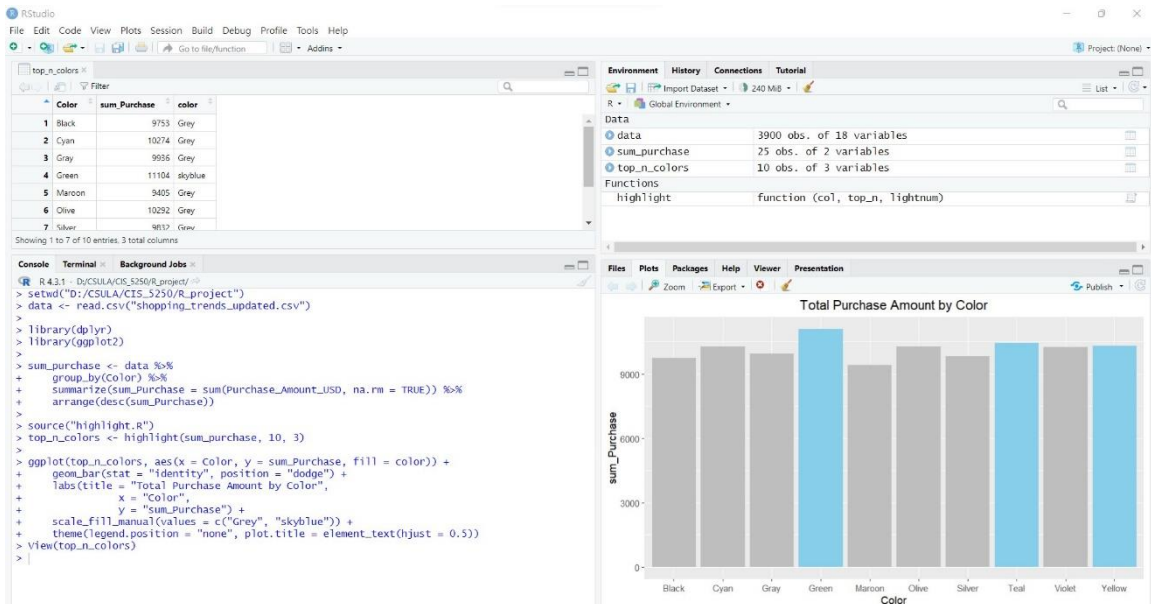 RStudio
File Edit Code View Plots Session Build Debug Profile Tools Help
Go to file/function Addins Project: (None)
top_n_colors
Filter
Color sum_Purchase color
1 Black 9753 Grey
2 Cyan 10274 Grey
3 Gray 9936 Grey
4 Green 11104 skyblue
5 Maroon 9405 Grey
6 Olive 10292 Grey
7 Silver 9832 Grey
Showing 1 to 7 of 10 entries, 3 total columns
Console Terminal Background Jobs
R 4.3.1 · D:/CSULA/CIS_5250/R_project/
> setwd("D:/CSULA/CIS_5250/R_project")
> data <- read.csv("shopping_trends_updated.csv")
>
> library(dplyr)
> library(ggplot2)
>
> sum_purchase <- data %>%
+ group_by(Color) %>%
+ summarize(sum_Purchase = sum(Purchase_Amount_USD, na.rm = TRUE)) %>%
+ arrange(desc(sum_Purchase))
>
> source("highlight.R")
> top_n_colors <- highlight(sum_purchase, 10, 3)
>
> ggplot(top_n_colors, aes(x = Color, y = sum_Purchase, fill = color)) +
+ geom_bar(stat = "identity", position = "dodge") +
+ labs(title = "Total Purchase Amount by Color",
+ x = "Color",
+ y = "sum_Purchase") +
+ scale_fill_manual(values = c("Grey", "skyblue")) +
+ theme(legend.position = "none", plot.title = element_text(hjust = 0.5))
> View(top_n_colors)
>
Environment History Connections Tutorial
Import Dataset 240 MiB List
R Global Environment
Data
data 3900 obs. of 18 variables
sum_purchase 25 obs. of 2 variables
top_n_colors 10 obs. of 3 variables
Functions
highlight function (col, top_n, lightnum)
Files Plots Packages Help Viewer Presentation
Zoom Export Publish
Total Purchase Amount by Color
sum_Purchase
9000
6000
3000
0
Black Cyan Gray Green Maroon Olive Silver Teal Violet Yellow
Color